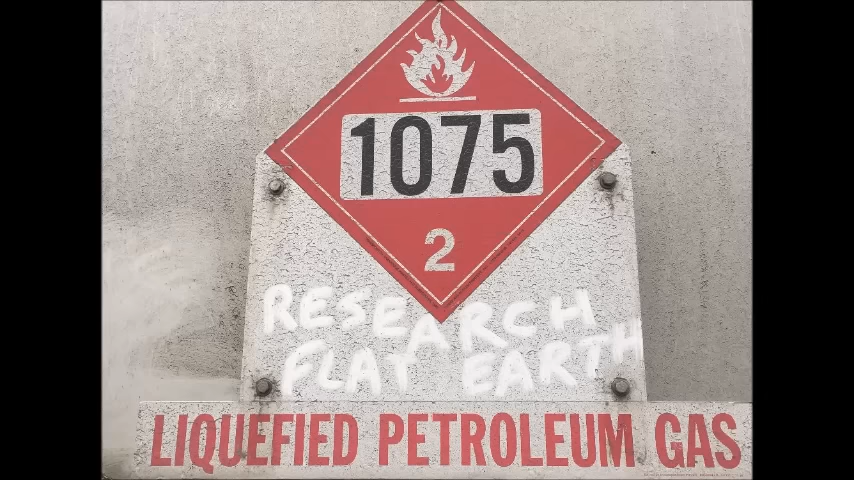 1075
2
RESEARCH
FLAT EARTH
LIQUEFIED PETROLEUM GAS